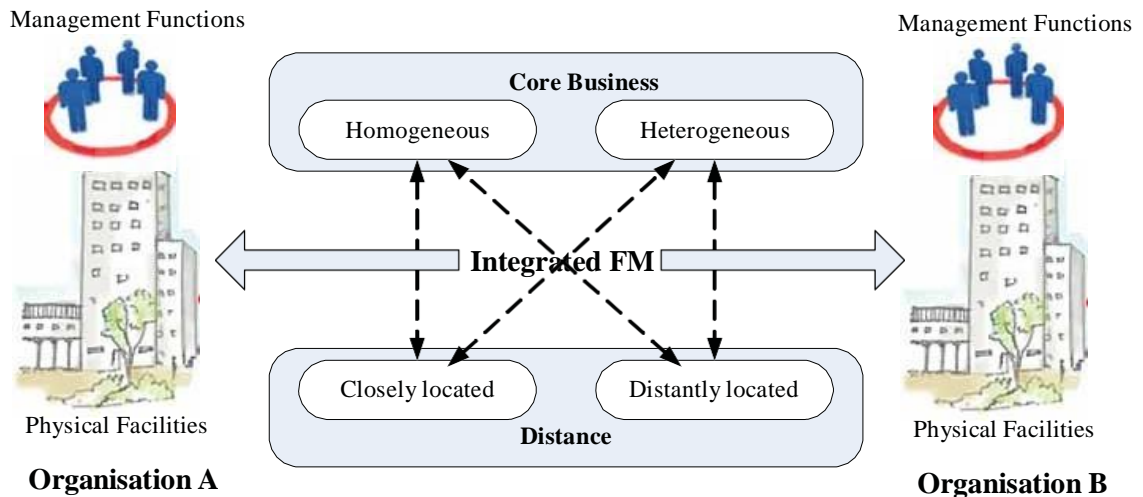 Management Functions
Management Functions
Core Business
Homogeneous
Heterogeneous
Integrated FM
Closely located
Distantly located
Distance
Physical Facilities
Physical Facilities
Organisation A
Organisation B